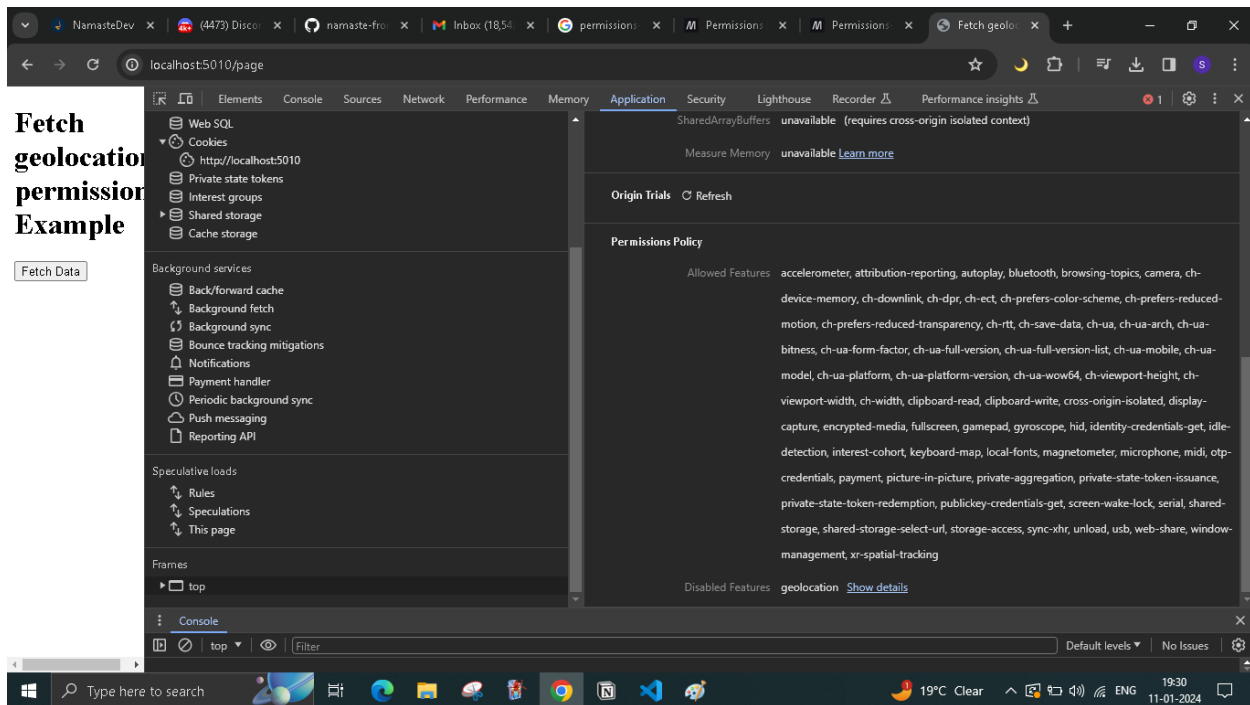 NamasteDev
(4473) Discor
namaste-fro
Inbox (18,54
permissions
Permissions
Permissions
Fetch geoloc
localhost:5010/page
S
Elements Console Sources Network Performance Memory Application Security Lighthouse Recorder Performance insights 1
Fetch
geolocation
permission
Example
Fetch Data
Web SQL
Cookies
http://localhost:5010
Private state tokens
Interest groups
Shared storage
Cache storage
Background services
Back/forward cache
Background fetch
Background sync
Bounce tracking mitigations
Notifications
Payment handler
Periodic background sync
Push messaging
Reporting API
Speculative loads
Rules
Speculations
This page
Frames
top
SharedArrayBuffers unavailable (requires cross-origin isolated context)
Measure Memory unavailable Learn more
Origin Trials Refresh
Permissions Policy
Allowed Features accelerometer, attribution-reporting, autoplay, bluetooth, browsing-topics, camera, ch-
device-memory, ch-downlink, ch-dpr, ch-ect, ch-prefers-color-scheme, ch-prefers-reduced-
motion, ch-prefers-reduced-transparency, ch-rtt, ch-save-data, ch-ua, ch-ua-arch, ch-ua-
bitness, ch-ua-form-factor, ch-ua-full-version, ch-ua-full-version-list, ch-ua-mobile, ch-ua-
model, ch-ua-platform, ch-ua-platform-version, ch-ua-wow64, ch-viewport-height, ch-
viewport-width, ch-width, clipboard-read, clipboard-write, cross-origin-isolated, display-
capture, encrypted-media, fullscreen, gamepad, gyroscope, hid, identity-credentials-get, idle-
detection, interest-cohort, keyboard-map, local-fonts, magnetometer, microphone, midi, otp-
credentials, payment, picture-in-picture, private-aggregation, private-state-token-issuance,
private-state-token-redemption, publickey-credentials-get, screen-wake-lock, serial, shared-
storage, shared-storage-select-url, storage-access, sync-xhr, unload, usb, web-share, window-
management, xr-spatial-tracking
Disabled Features geolocation Show details
Console
top Filter Default levels No Issues
Type here to search
19°C Clear ENG
19:30
11-01-2024